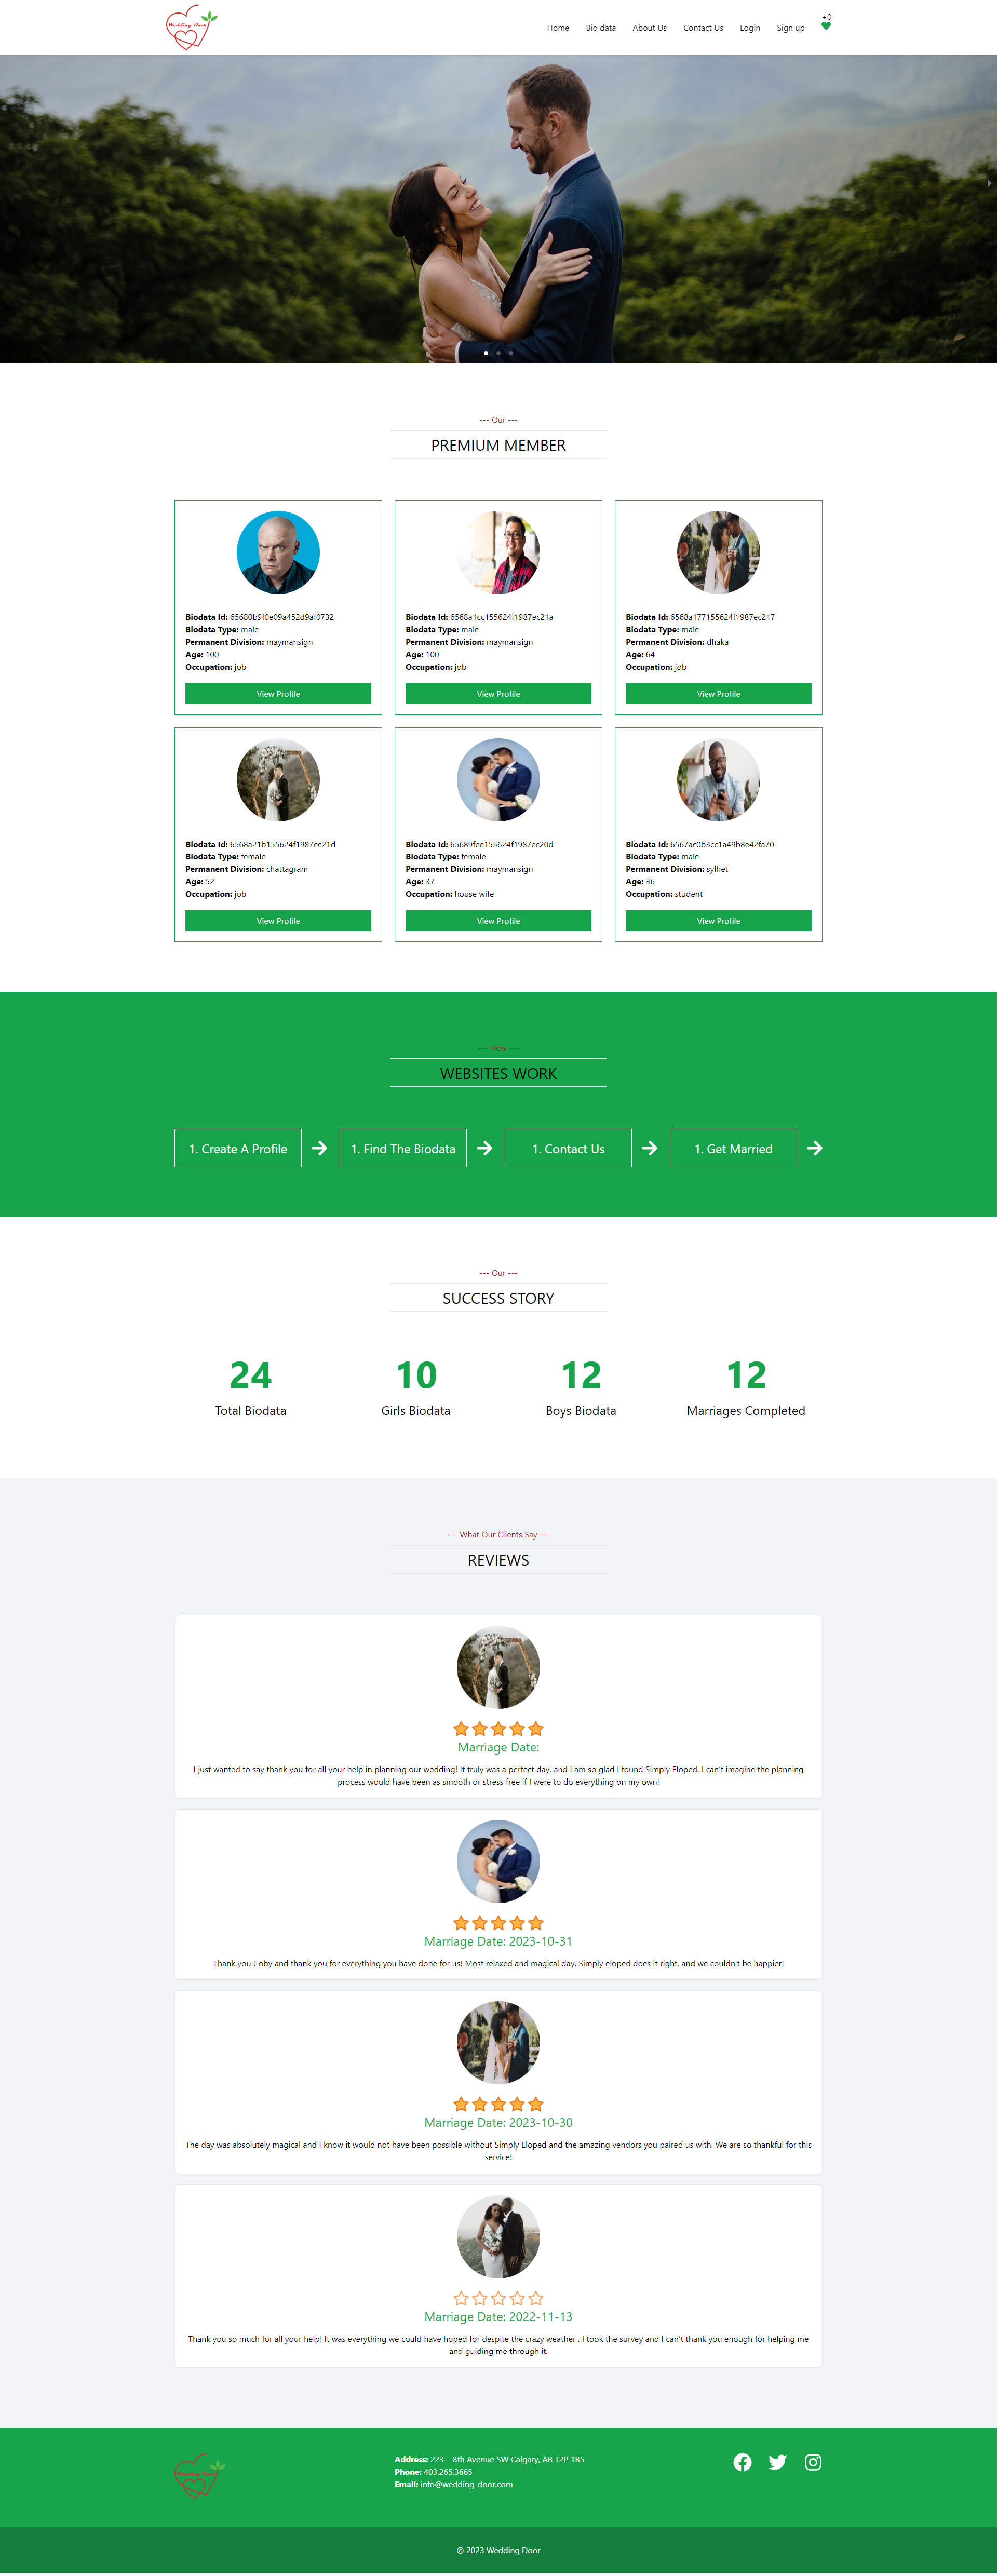 Wedding Door
Home Bio data About Us Contact Us Login Sign up +0
--- Our ---
PREMIUM MEMBER
Biodata Id: 65680b9f0e09a452d9af0732
Biodata Type: male
Permanent Division: maymansign
Age: 100
Occupation: job
View Profile
Biodata Id: 6568a1cc155624f1987ec21a
Biodata Type: male
Permanent Division: maymansign
Age: 100
Occupation: job
View Profile
Biodata Id: 6568a177155624f1987ec217
Biodata Type: male
Permanent Division: dhaka
Age: 64
Occupation: job
View Profile
Biodata Id: 6568a21b155624f1987ec21d
Biodata Type: female
Permanent Division: chattagram
Age: 52
Occupation: job
View Profile
Biodata Id: 65689fee155624f1987ec20d
Biodata Type: female
Permanent Division: maymansign
Age: 37
Occupation: house wife
View Profile
Biodata Id: 6567ac0b3cc1a49b8e42fa70
Biodata Type: male
Permanent Division: sylhet
Age: 36
Occupation: student
View Profile
--- How ---
WEBSITES WORK
1. Create A Profile
1. Find The Biodata
1. Contact Us
1. Get Married
--- Our ---
SUCCESS STORY
24
Total Biodata
10
Girls Biodata
12
Boys Biodata
12
Marriages Completed
--- What Our Clients Say ---
REVIEWS
Marriage Date:
I just wanted to say thank you for all your help in planning our wedding! It truly was a perfect day, and I am so glad I found Simply Eloped. I can't imagine the planning
process would have been as smooth or stress free if I were to do everything on my own!
Marriage Date: 2023-10-31
Thank you Coby and thank you for everything you have done for us! Most relaxed and magical day. Simply eloped does it right, and we couldn't be happier!
Marriage Date: 2023-10-30
The day was absolutely magical and I know it would not have been possible without Simply Eloped and the amazing vendors you paired us with. We are so thankful for this
service!
Marriage Date: 2022-11-13
Thank you so much for all your help! It was everything we could have hoped for despite the crazy weather . I took the survey and I can't thank you enough for helping me
and guiding me through it.
Wedding Door
Address: 223 – 8th Avenue SW Calgary, AB T2P 1B5
Phone: 403.265.3665
Email: info@wedding-door.com
© 2023 Wedding Door